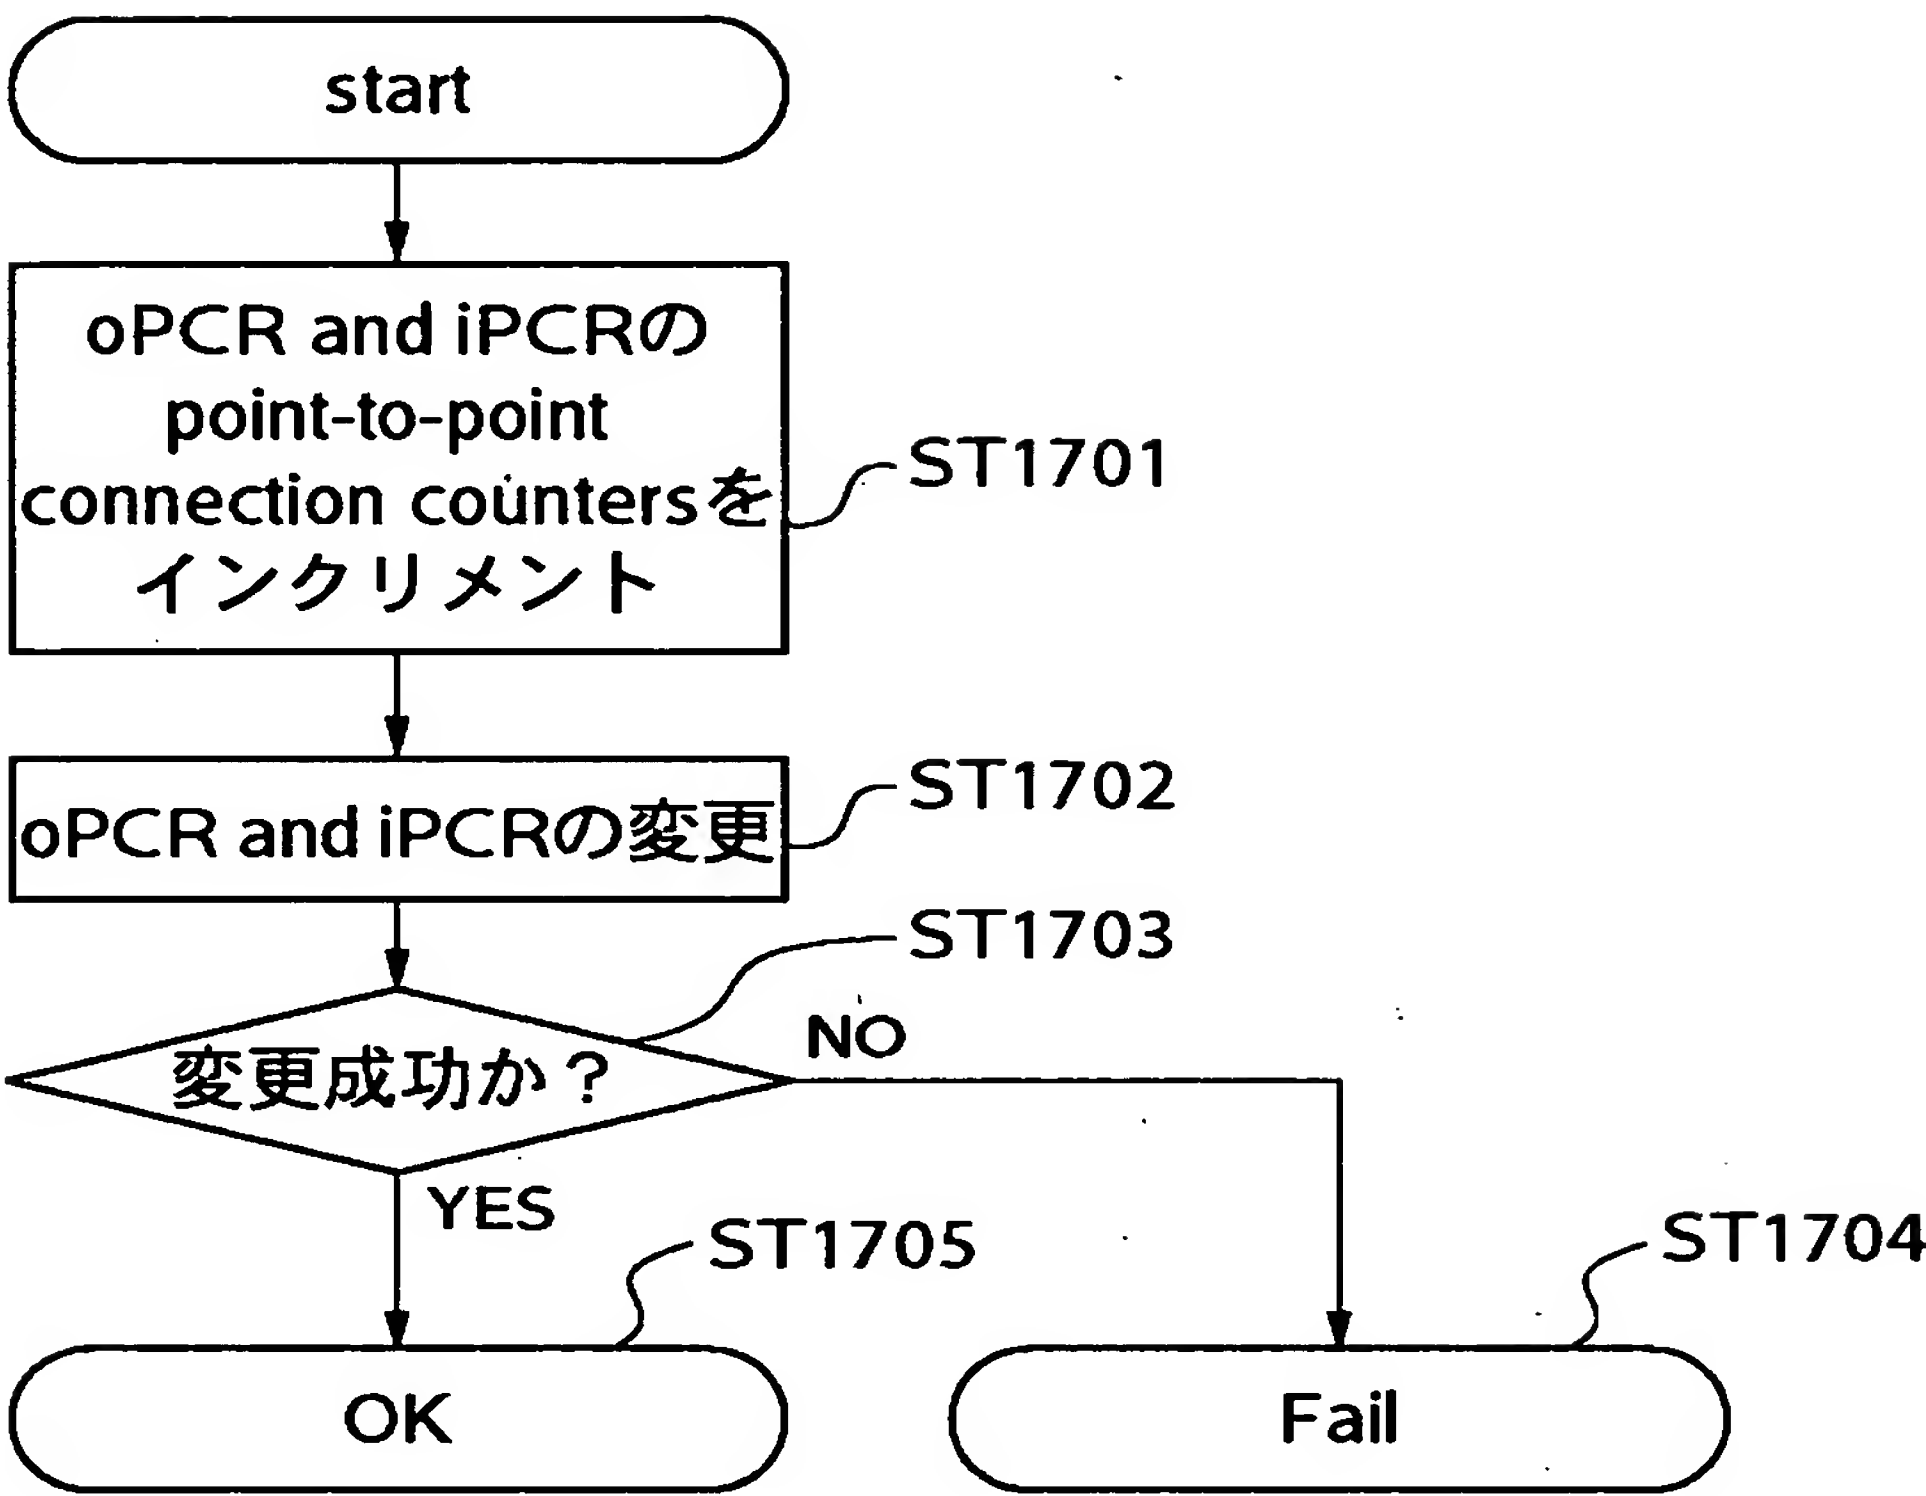 start
oPCR and iPCRの
point-to-point
connection countersを
インクリメント
ST1701
oPCR and iPCRの変更
ST1702
ST1703
変更成功か？
NO
YES
ST1705
ST1704
OK
Fail